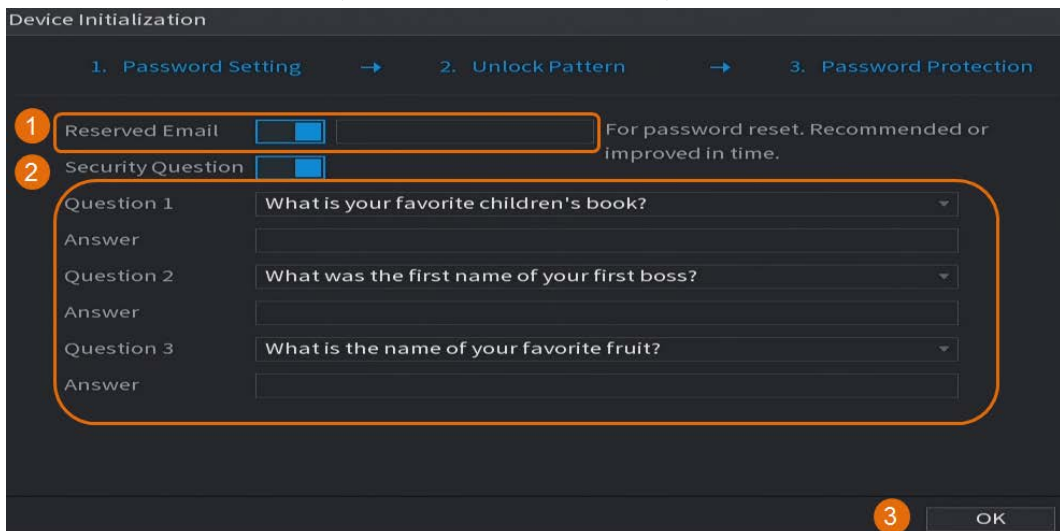 Device Initialization
1. Password Setting → 2. Unlock Pattern → 3. Password Protection
1 Reserved Email For password reset. Recommended or
improved in time.
2 Security Question
Question 1 What is your favorite children's book?
Answer
Question 2 What was the first name of your first boss?
Answer
Question 3 What is the name of your favorite fruit?
Answer
3 OK